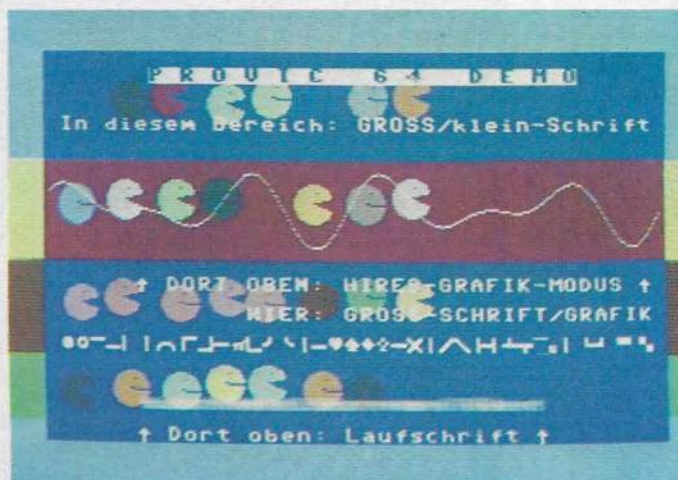 PROVIC 64 DEMO
In diesem Bereich: GROSS/klein-Schrift
↑ DORT OBEN: HIRES-GRAFIK-MODUS ↑
HIER: GROSS-SCHRIFT/GRAFIK
↑ Dort oben: Laufschrift ↑